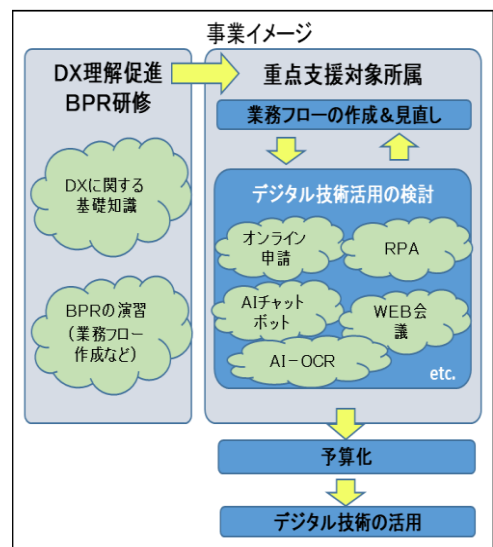 事業イメージ
DX理解促進
BPR研修
DXに関する
基礎知識
BPRの演習
(業務フロー
作成など)
重点支援対象所属
業務フローの作成&見直し
デジタル技術活用の検討
オンライン
申請
RPA
AIチャット
ボット
WEB会
議
AI-OCR
etc.
予算化
デジタル技術の活用